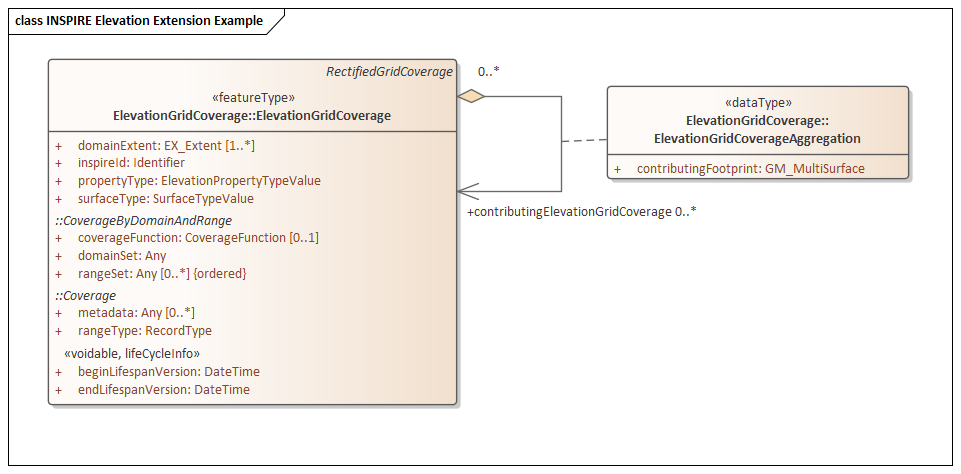 class INSPIRE Elevation Extension Example
RectifiedGridCoverage
«featureType»
ElevationGridCoverage::ElevationGridCoverage
+ domainExtent: EX_Extent [1..*]
+ inspireId: Identifier
+ propertyType: ElevationPropertyTypeValue
+ surfaceType: SurfaceTypeValue
::CoverageByDomainAndRange
+ coverageFunction: CoverageFunction [0..1]
+ domainSet: Any
+ rangeSet: Any [0..*] {ordered}
::Coverage
+ metadata: Any [0..*]
+ rangeType: RecordType
«voidable, lifeCycleInfo»
+ beginLifespanVersion: DateTime
+ endLifespanVersion: DateTime
0..*
+contributingElevationGridCoverage 0..*
«dataType»
ElevationGridCoverage::
ElevationGridCoverageAggregation
+ contributingFootprint: GM_MultiSurface